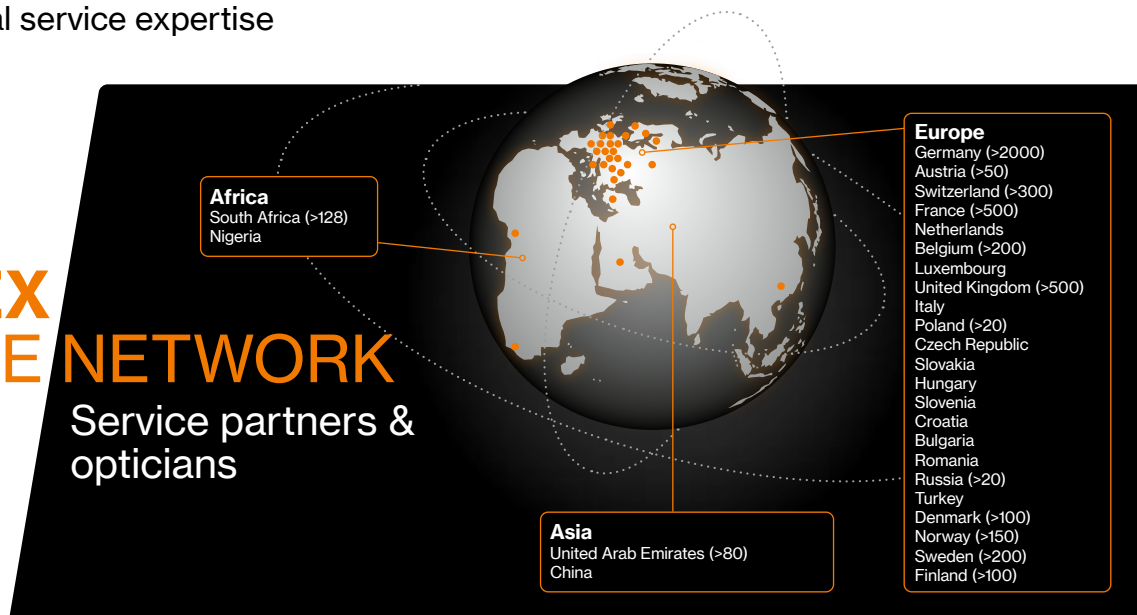 al service expertise
Africa
South Africa (>128)
Nigeria
EX
E NETWORK
Service partners &
opticians
Asia
United Arab Emirates (>80)
China
Europe
Germany (>2000)
Austria (>50)
Switzerland (>300)
France (>500)
Netherlands
Belgium (>200)
Luxembourg
United Kingdom (>500)
Italy
Poland (>20)
Czech Republic
Slovakia
Hungary
Slovenia
Croatia
Bulgaria
Romania
Russia (>20)
Turkey
Denmark (>100)
Norway (>150)
Sweden (>200)
Finland (>100)